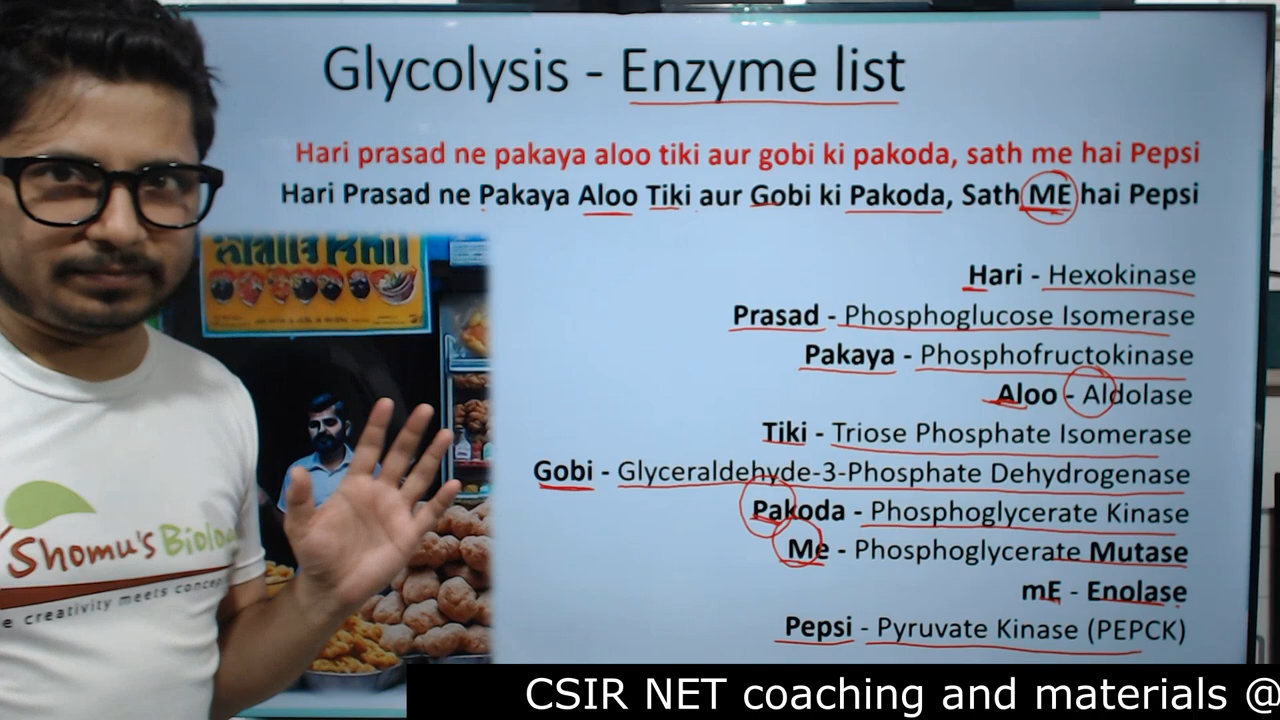 Glycolysis - Enzyme list
Hari prasad ne pakaya aloo tiki aur gobi ki pakoda, sath me hai Pepsi
Hari Prasad ne Pakaya Aloo Tiki aur Gobi ki Pakoda, Sath ME hai Pepsi
Hari - Hexokinase
Prasad - Phosphoglucose Isomerase
Pakaya - Phosphofructokinase
Aloo - Aldolase
Tiki - Triose Phosphate Isomerase
Gobi - Glyceraldehyde-3-Phosphate Dehydrogenase
Pakoda - Phosphoglycerate Kinase
Me - Phosphoglycerate Mutase
mE - Enolase
Pepsi - Pyruvate Kinase (PEPCK)
Shomu's Biolo
creativity meets concep
CSIR NET coaching and materials @